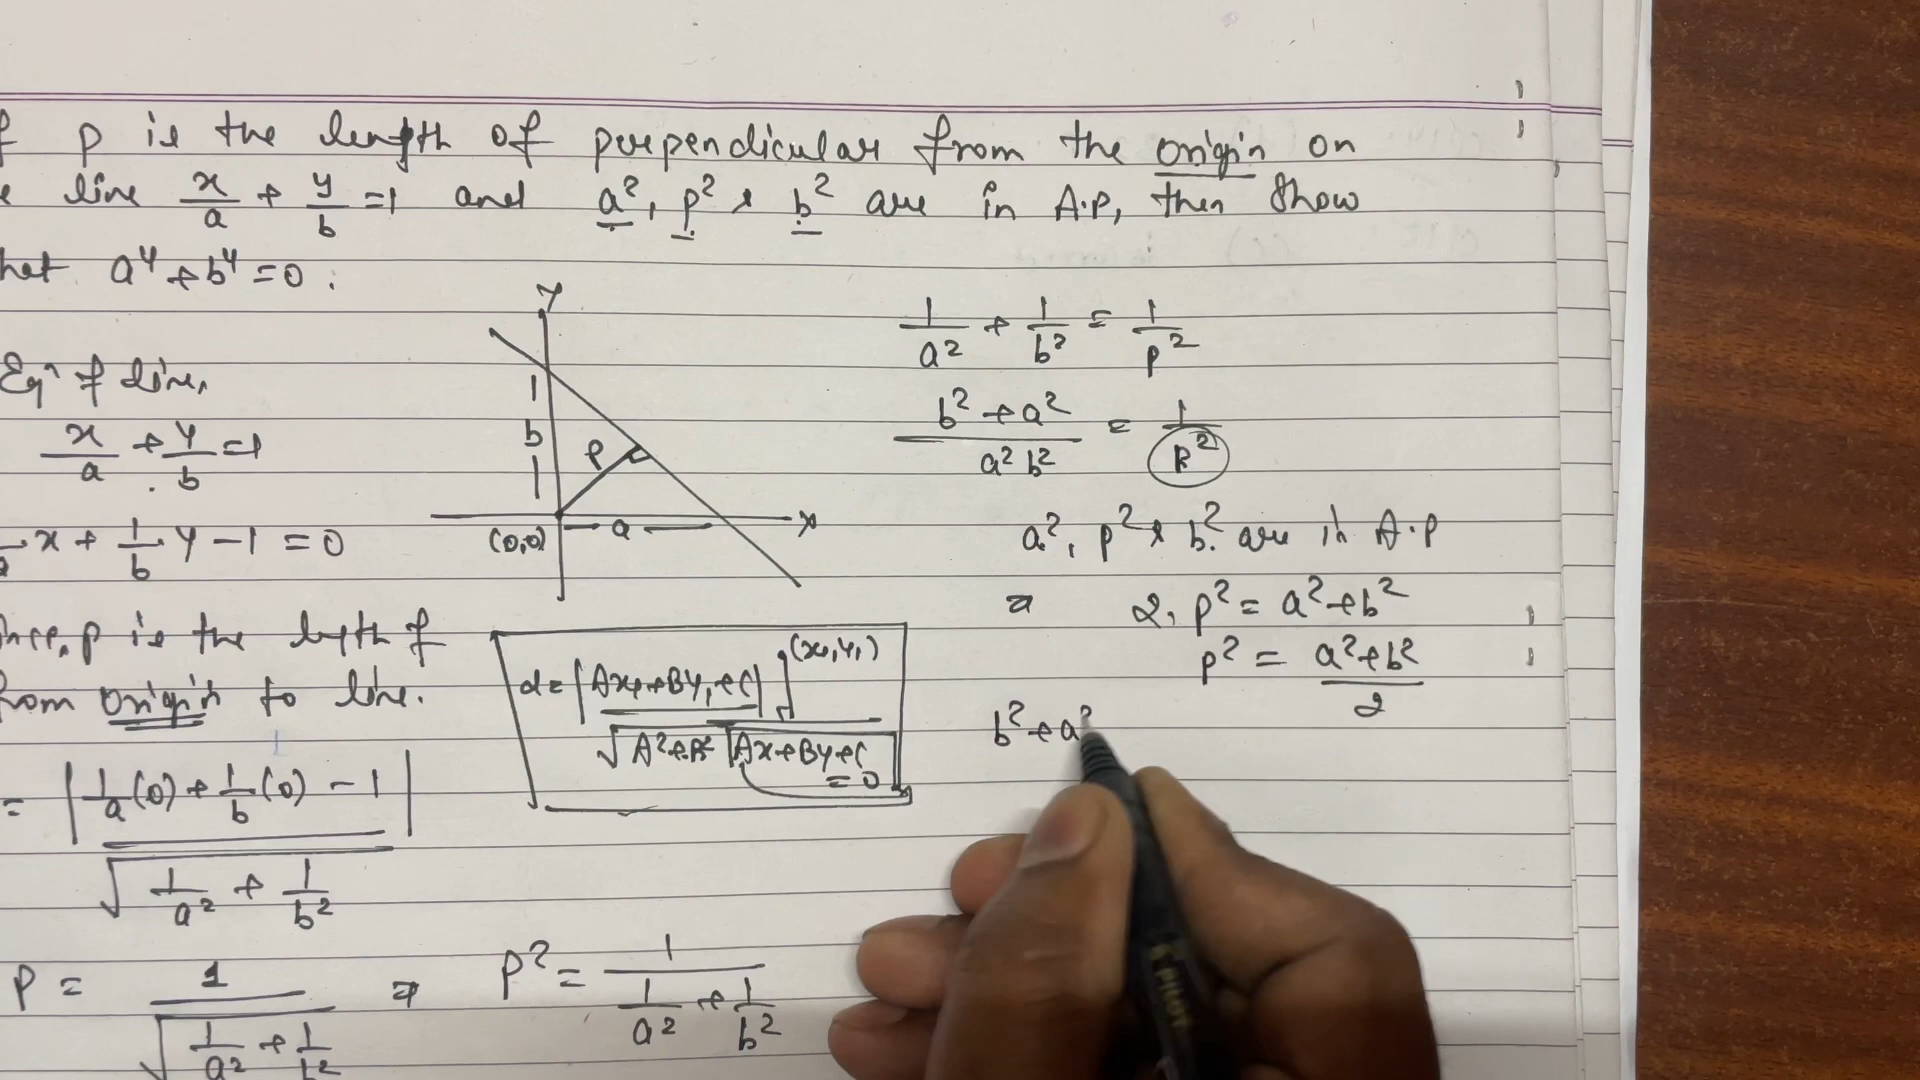 f p is the length of perpendicular from the origin on
e line x/a + y/b = 1 and a², p² & b² are in A.P, then show
hat a⁴ + b⁴ = 0 :
Eqⁿ of line,
x/a + y/b = 1
x + 1/b y - 1 = 0
p is the length of
from origin to line.
= |1/a (0) + 1/b (0) - 1|
√(1/a² + 1/b²)
p = 1/√(1/a² + 1/b²) ⇒ p² = 1/(1/a² + 1/b²)
y
b
p
(0,0)
a
x
d = |Ax₁ + By₁ + C| (x₁, y₁)
√A² + B² Ax + By + C
= 0
1/a² + 1/b² = 1/p²
(b² + a²)/(a² b²) = 1/p²
a², p² & b² are in A.P
⇒ 2 p² = a² + b²
p² = (a² + b²)/2
b² + a²
PILOT